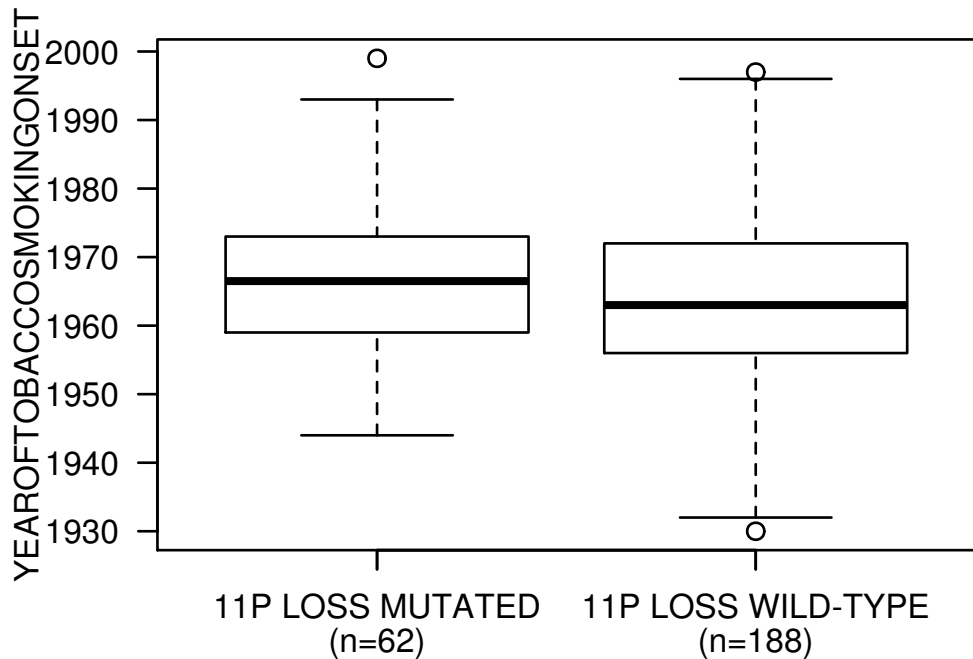 YEAROFTOBACCOSMOKINGONSET
2000
1990
1980
1970
1960
1950
1940
1930
11P LOSS MUTATED
(n=62)
11P LOSS WILD-TYPE
(n=188)